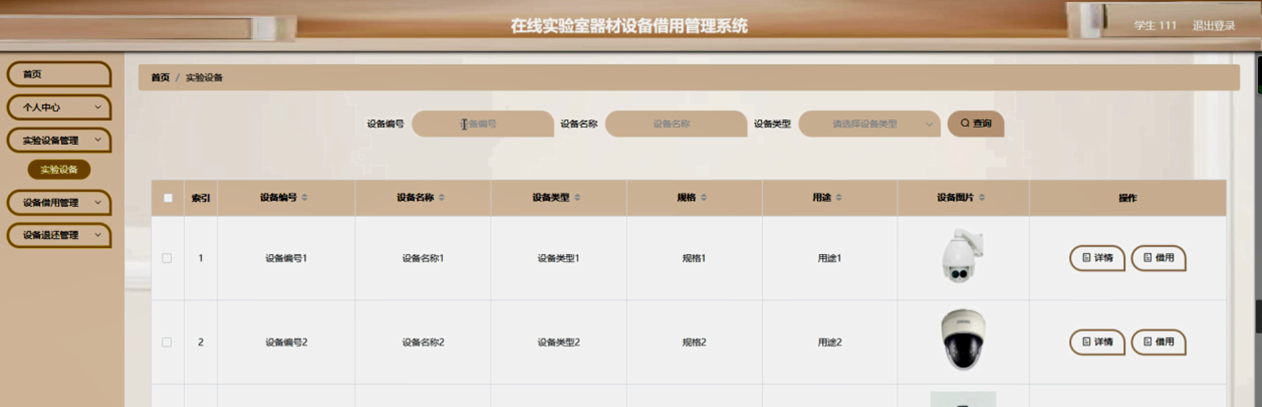 在线实验室器材设备借用管理系统
学生 111 退出登录
首页
个人中心
实验设备管理
实验设备
设备借用管理
设备退还管理
首页 / 实验设备
设备编号 设备编号 设备名称 设备名称 设备类型 请选择设备类型 查询
索引 设备编号 设备名称 设备类型 规格 用途 设备图片 操作
1 设备编号1 设备名称1 设备类型1 规格1 用途1 详情 借用
2 设备编号2 设备名称2 设备类型2 规格2 用途2 详情 借用